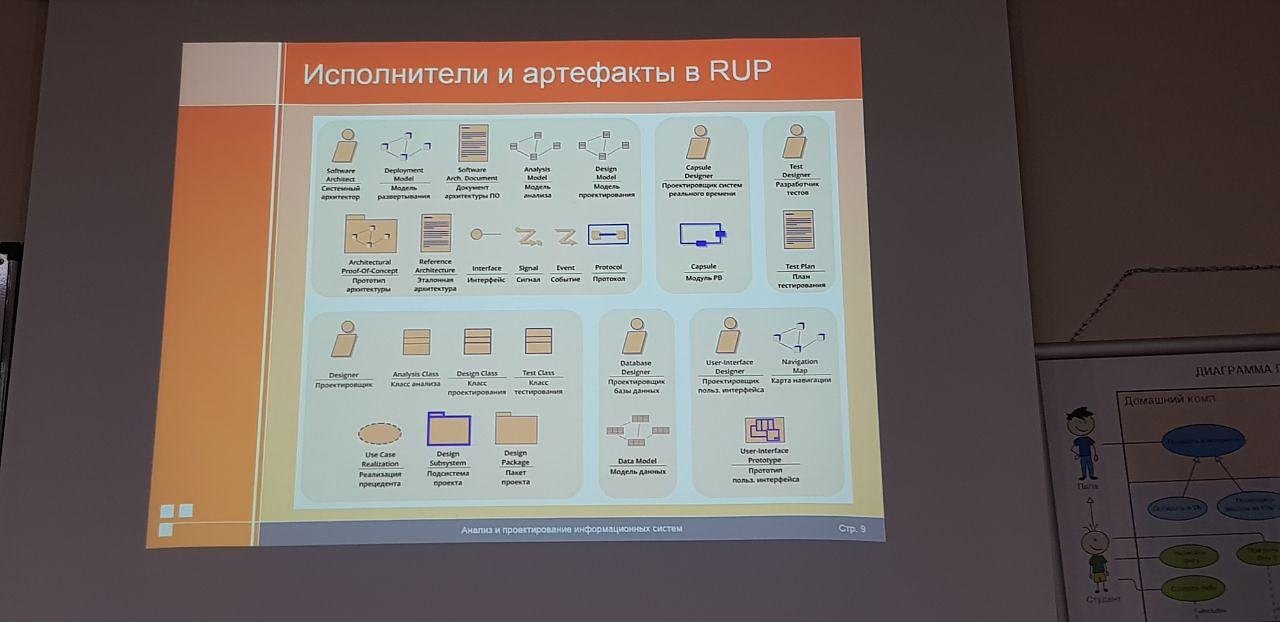 Исполнители и артефакты в RUP
Software
Architect
Системный
архитектор
Deployment
Model
Модель
развертывания
Software
Arch. Document
Документ
архитектуры ПО
Analysis
Model
Модель
анализа
Design
Model
Модель
проектирования
Architectural
Proof-Of-Concept
Прототип
архитектуры
Reference
Architecture
Эталонная
архитектура
Interface
Интерфейс
Signal
Сигнал
Event
Событие
Protocol
Протокол
Capsule
Designer
Проектировщик систем
реального времени
Capsule
Модуль РВ
Test
Designer
Разработчик
тестов
Test Plan
План
тестирования
Designer
Проектировщик
Analysis Class
Класс анализа
Design Class
Класс
проектирования
Test Class
Класс
тестирования
Use Case
Realization
Реализация
прецедента
Design
Subsystem
Подсистема
проекта
Design
Package
Пакет
проекта
Database
Designer
Проектировщик
базы данных
Data Model
Модель данных
User-Interface
Designer
Проектировщик
польз. интерфейса
Navigation
Map
Карта навигации
User-Interface
Prototype
Прототип
польз. интерфейса
Анализ и проектирование информационных систем
Стр. 9
ДИАГРАММА
Домашний комп
Папа
Студент